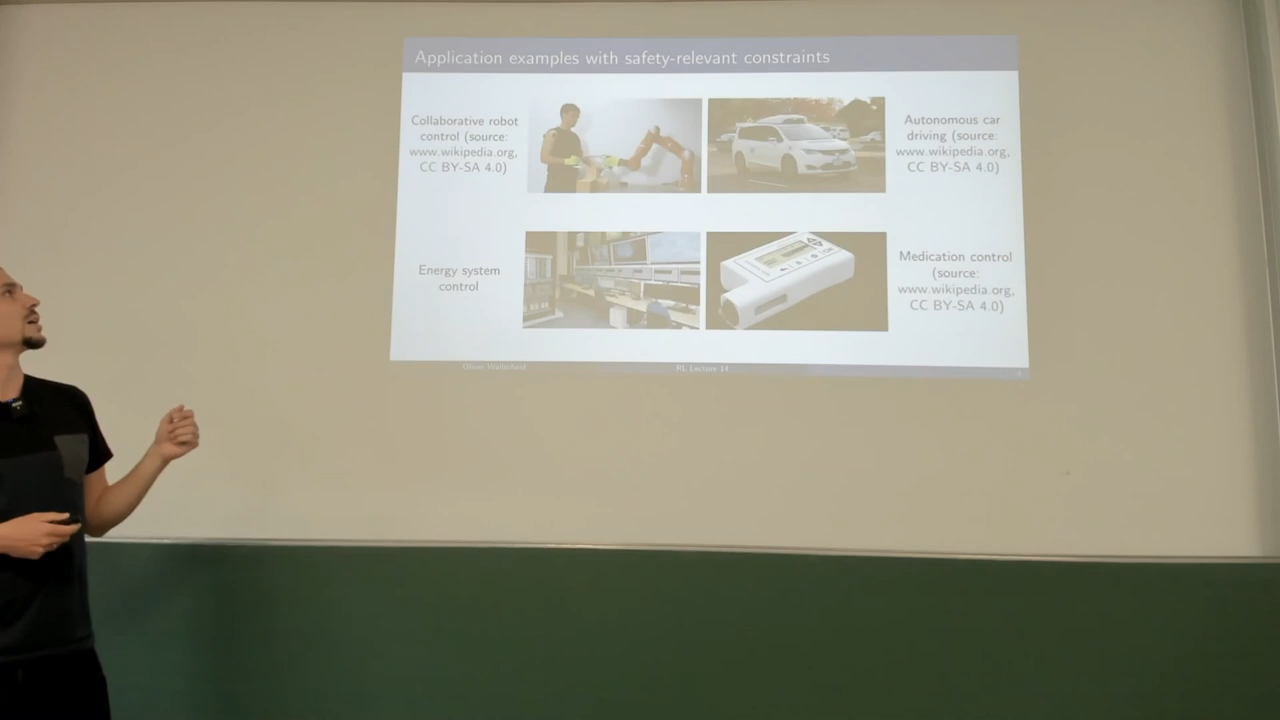 Application examples with safety-relevant constraints
Collaborative robot
control (source:
www.wikipedia.org,
CC BY-SA 4.0)
Autonomous car
driving (source:
www.wikipedia.org,
CC BY-SA 4.0)
Energy system
control
Medication control
(source:
www.wikipedia.org,
CC BY-SA 4.0)
Oliver Wallscheid
RL Lecture 14